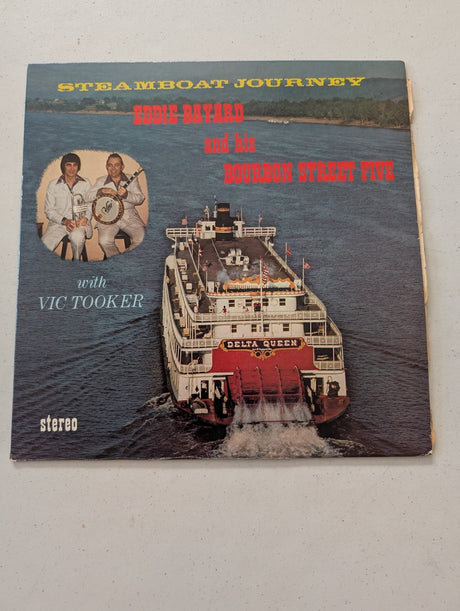 STEAMBOAT JOURNEY
EDDIE BAYARD
and his
BOURBON STREET FIVE
with
VIC TOOKER
DELTA QUEEN
stereo